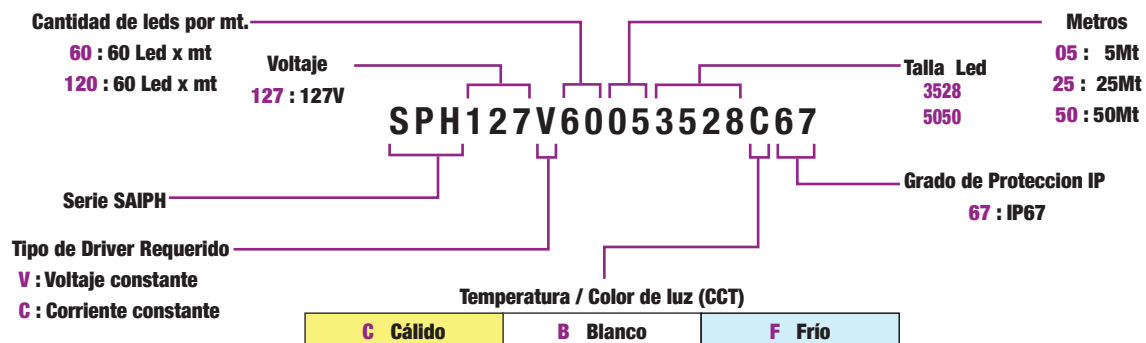 Cantidad de leds por mt.
60 : 60 Led x mt
120 : 60 Led x mt
Voltaje
127 : 127V
Metros
05 : 5Mt
25 : 25Mt
50 : 50Mt
Talla Led
3528
5050
SPH127V60053528C67
Serie SAIPH
Grado de Proteccion IP
67 : IP67
Tipo de Driver Requerido
V : Voltaje constante
C : Corriente constante
Temperatura / Color de luz (CCT)
C Cálido B Blanco F Frío